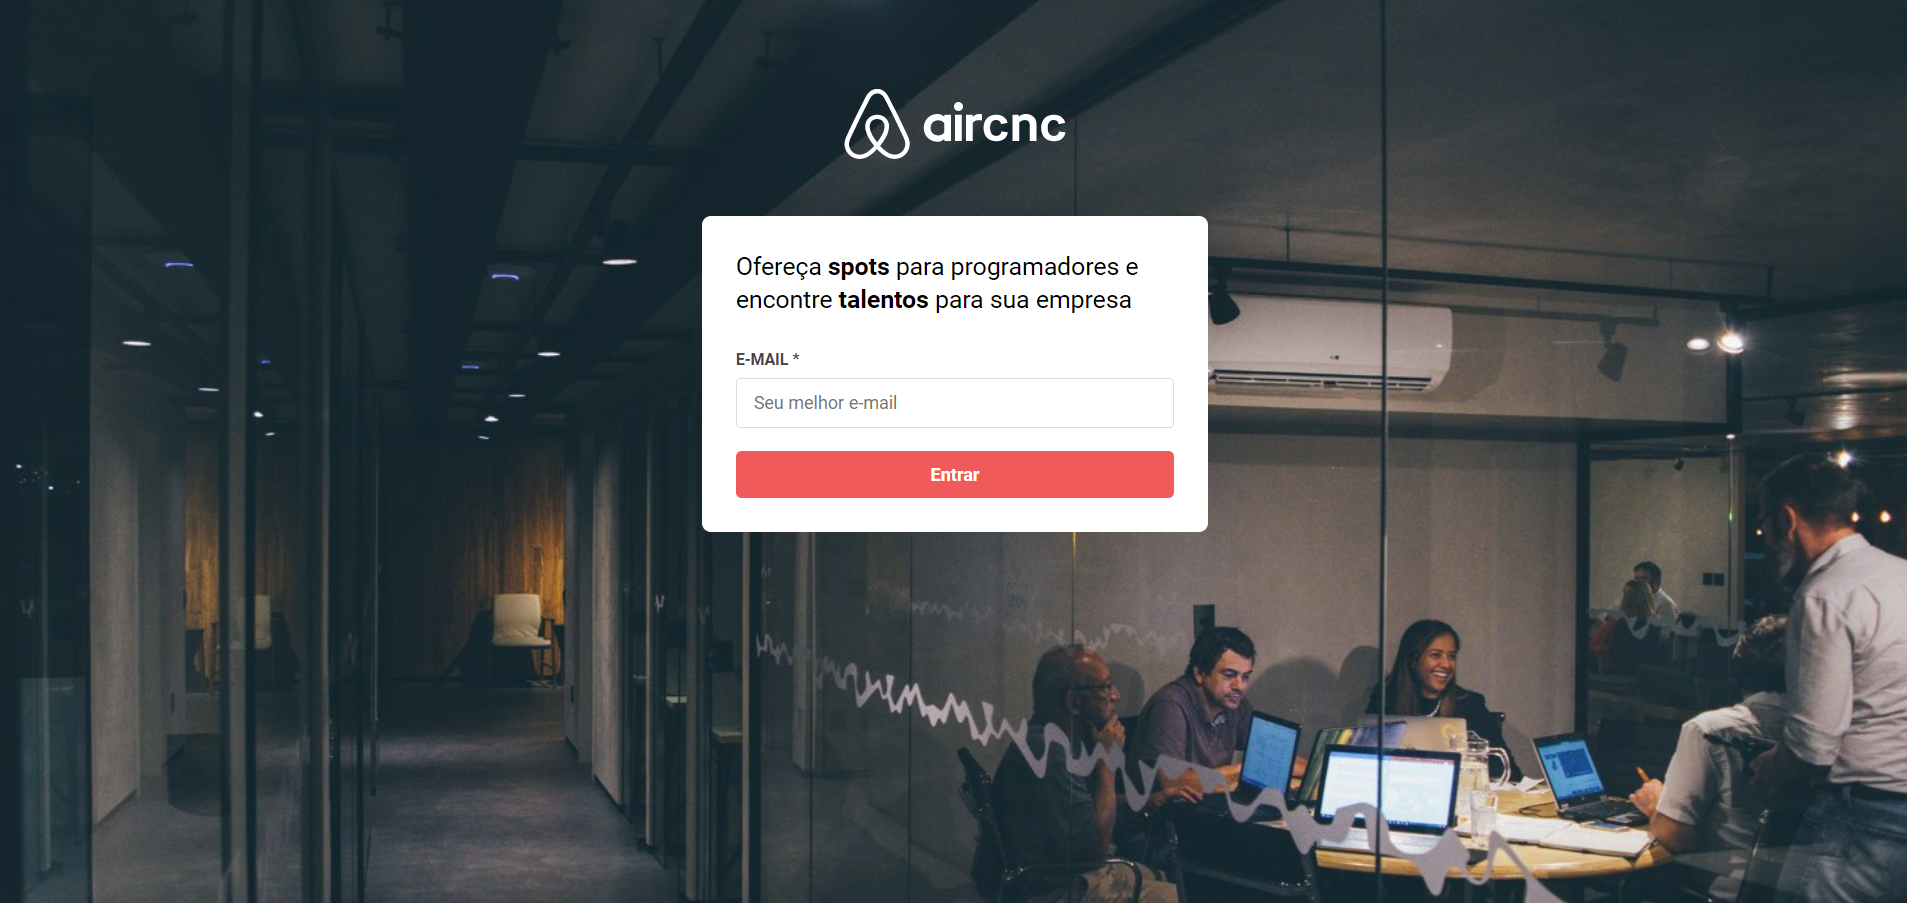 aircnc
Ofereça spots para programadores e
encontre talentos para sua empresa
E-MAIL *
Seu melhor e-mail
Entrar